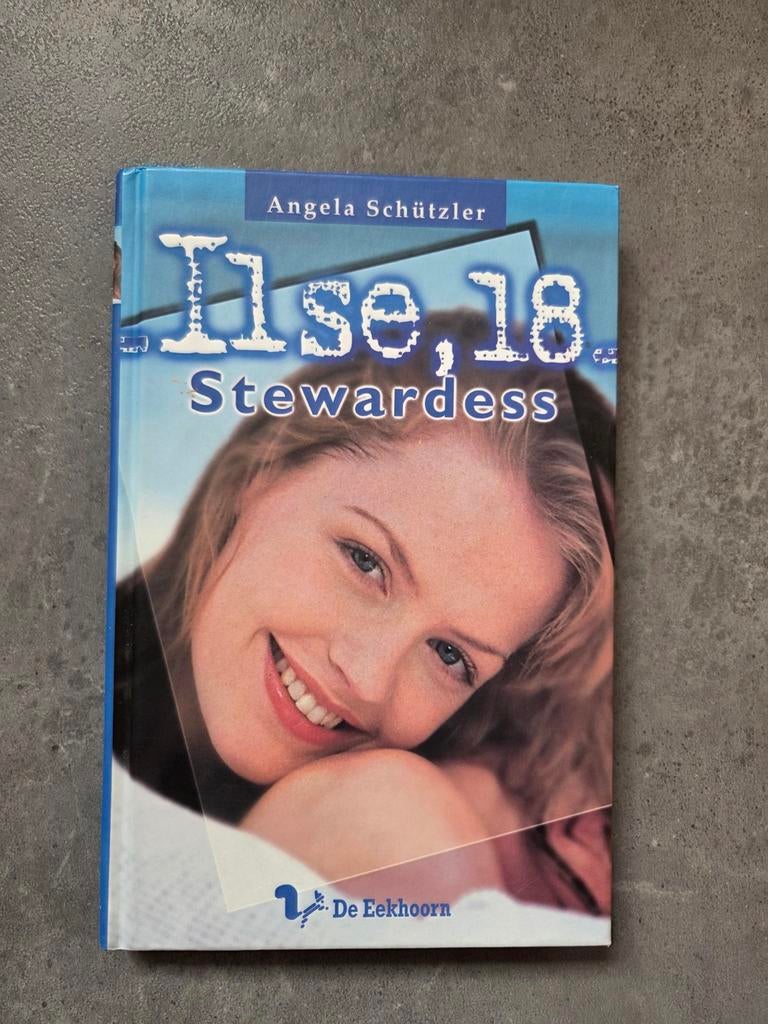 Angela Schützler
Ilse, 18
Stewardess
De Eekhoorn